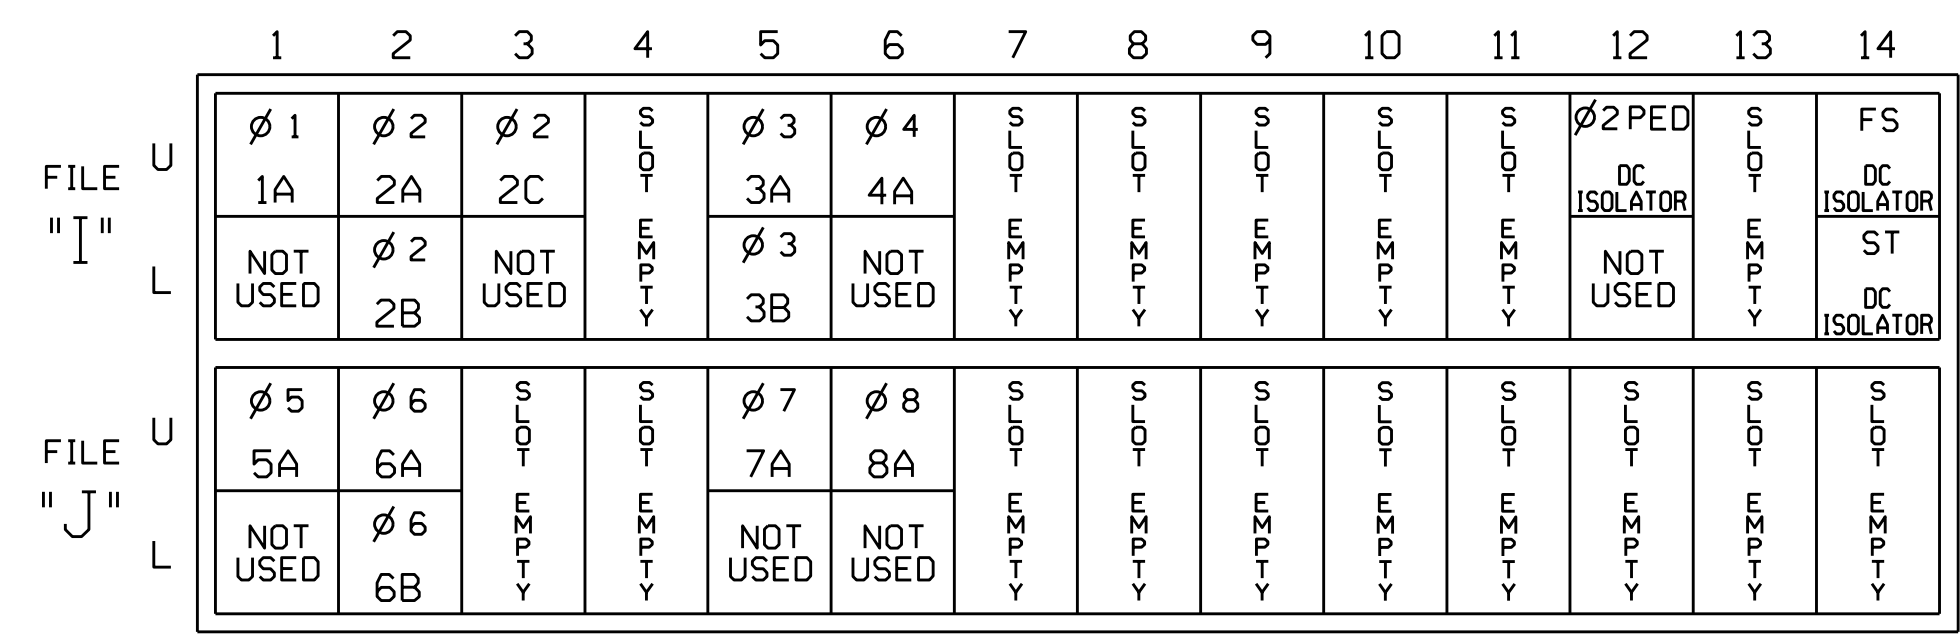 1 2 3 4 5 6 7 8 9 10 11 12 13 14
FILE "I"
U
L
Ø 1
1A
NOT USED
Ø 2
2A
Ø 2
2B
Ø 2
2C
NOT USED
SLOT EMPTY
Ø 3
3A
Ø 3
3B
Ø 4
4A
NOT USED
SLOT EMPTY
SLOT EMPTY
SLOT EMPTY
SLOT EMPTY
SLOT EMPTY
Ø2 PED
DC
ISOLATOR
NOT USED
SLOT EMPTY
FS
DC
ISOLATOR
ST
DC
ISOLATOR
FILE "J"
U
L
Ø 5
5A
NOT USED
Ø 6
6A
Ø 6
6B
SLOT EMPTY
SLOT EMPTY
Ø 7
7A
NOT USED
Ø 8
8A
NOT USED
SLOT EMPTY
SLOT EMPTY
SLOT EMPTY
SLOT EMPTY
SLOT EMPTY
SLOT EMPTY
SLOT EMPTY
SLOT EMPTY